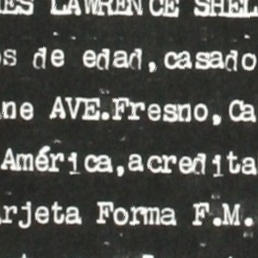 ES LAWRENCE SHEL
s de edad,casado
ne AVE.Fresno,Ca
América,acredita
rjeta Forma F.M.